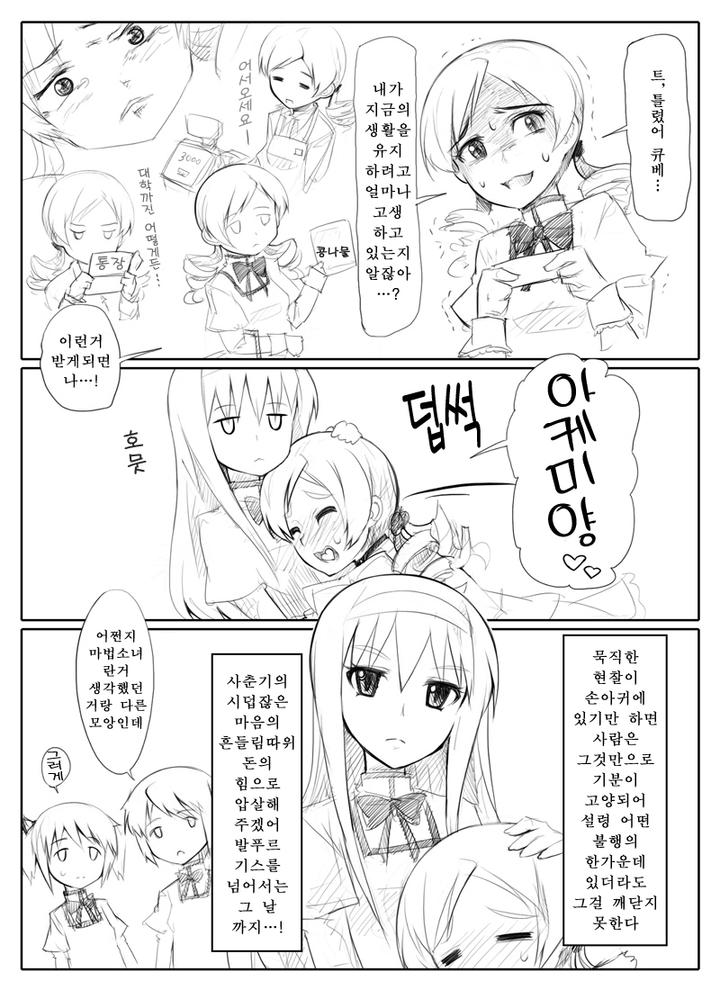 트, 틀렸어 큐베...
내가
지금의
생활을
유지
하려고
얼마나
고생
하고
있는지
알잖아
...?
어서오세요ー
3000
콩나물
대학까진 어떻게든...
통장
이런거
받게되면
나...!
아케미양♡♡
덥썩
호뭇
묵직한
현찰이
손아귀에
있기만 하면
사람은
그것만으로
기분이
고양되어
설령 어떤
불행의
한가운데
있더라도
그걸 깨닫지
못한다
사춘기의
시덥잖은
마음의
흔들림따위
돈의
힘으로
압살해
주겠어
발푸르
기스를
넘어서는
그 날
까지...!
어쩐지
마법소녀
란거
생각했던
거랑 다른
모양인데
그러게